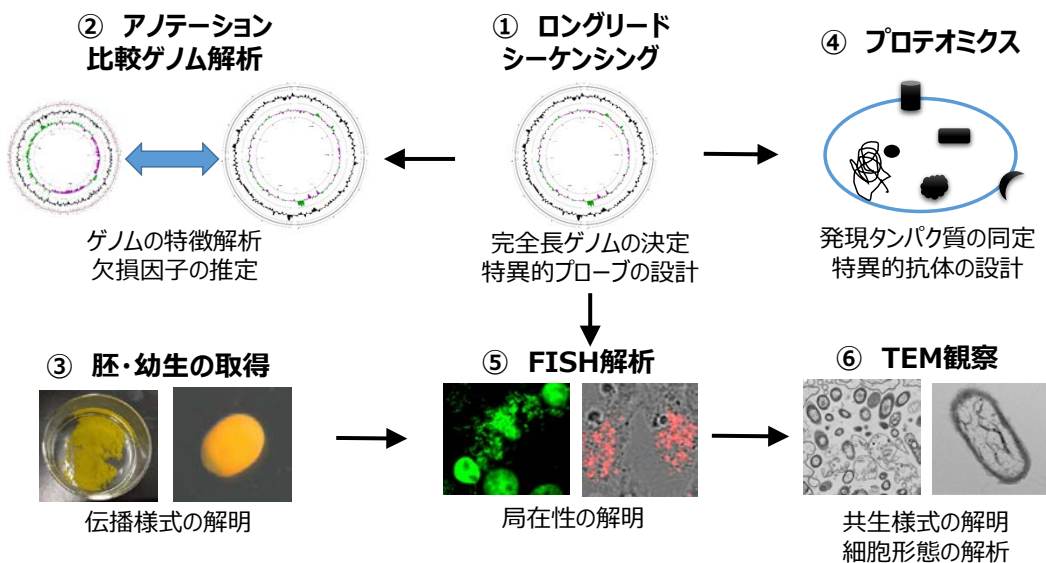 ② アノテーション
比較ゲノム解析
① ロングリード
シーケンシング
④ プロテオミクス
ゲノムの特徴解析
欠損因子の推定
完全長ゲノムの決定
特異的プローブの設計
発現タンパク質の同定
特異的抗体の設計
③ 胚・幼生の取得
⑤ FISH解析
⑥ TEM観察
伝播様式の解明
局在性の解明
共生様式の解明
細胞形態の解析